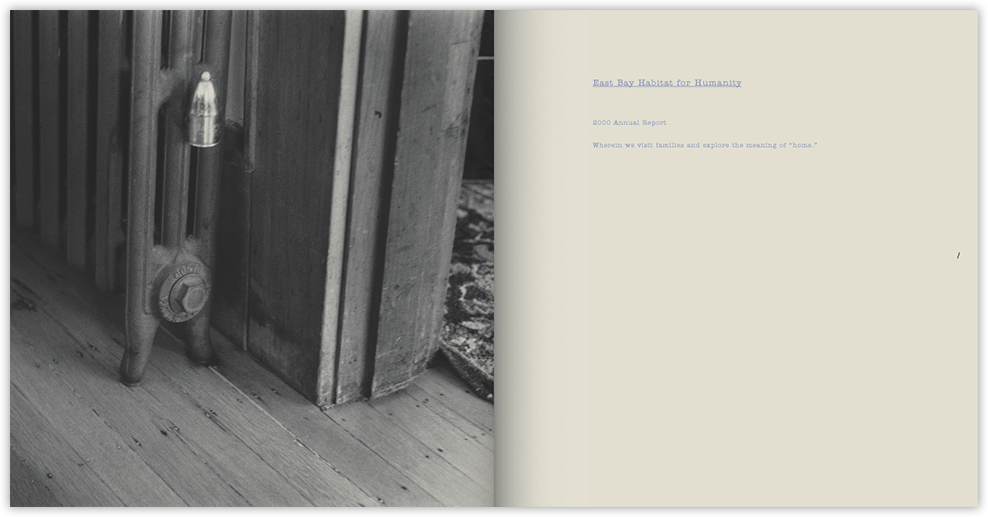 East Bay Habitat for Humanity
2000 Annual Report
Wherein we visit families and explore the meaning of “home.”
1